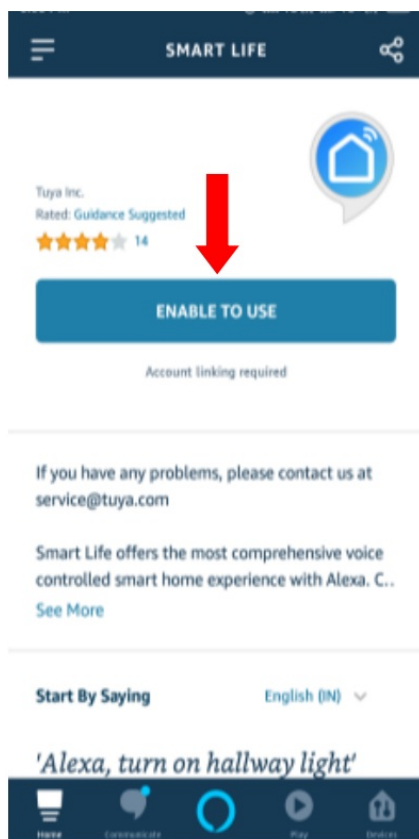 SMART LIFE
Tuya Inc.
Rated: Guidance Suggested
14
ENABLE TO USE
Account linking required
If you have any problems, please contact us at
service@tuya.com
Smart Life offers the most comprehensive voice
controlled smart home experience with Alexa. C..
See More
Start By Saying English (IN)
'Alexa, turn on hallway light'
Home Communicate Play Devices